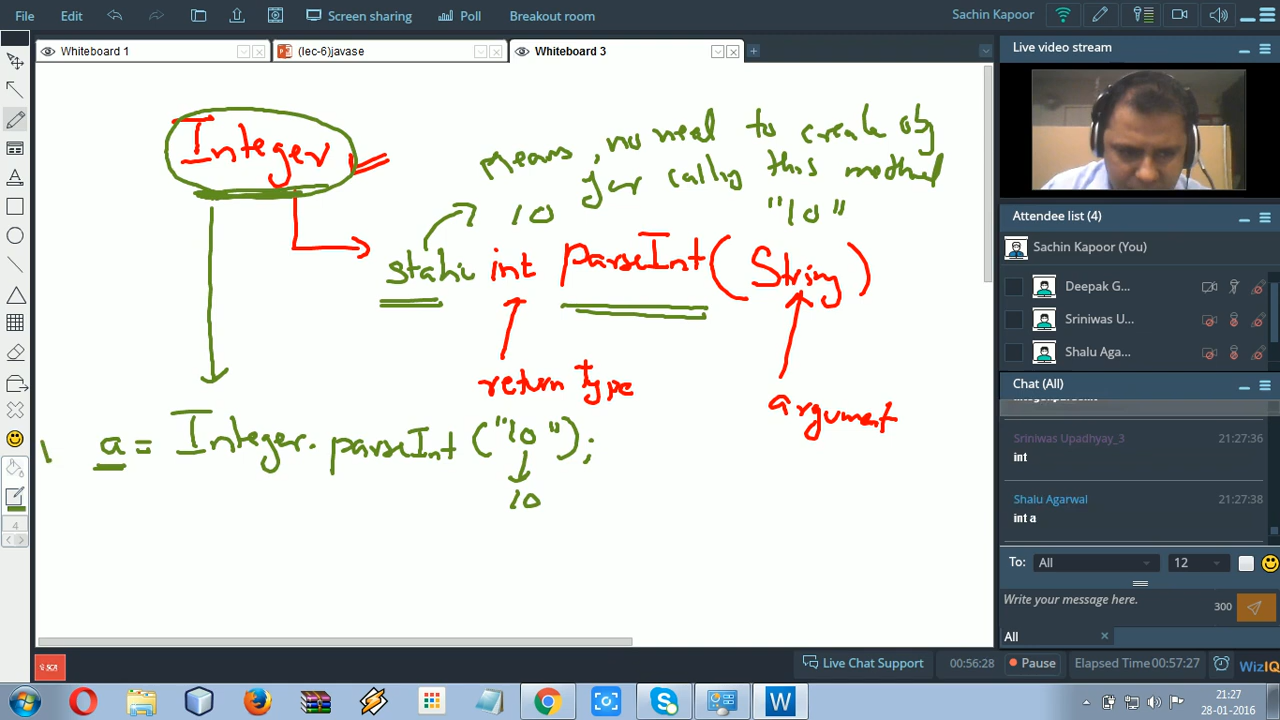 File Edit Screen sharing Poll Breakout room Sachin Kapoor
Whiteboard 1 (lec-6)javase Whiteboard 3
Live video stream
Integer
means, no need to create obj
for calling this method
10 "10"
static int parseInt(String)
return type
argument
a = Integer.parseInt("10");
10
Attendee list (4)
Sachin Kapoor (You)
Deepak G...
Sriniwas U...
Shalu Aga...
Chat (All)
Sriniwas Upadhyay_3 21:27:36
int
Shalu Agarwal 21:27:38
int a
To: All 12
Write your message here. 300
All
4
Live Chat Support 00:56:28 Pause Elapsed Time 00:57:27 WizIQ
21:27
28-01-2016